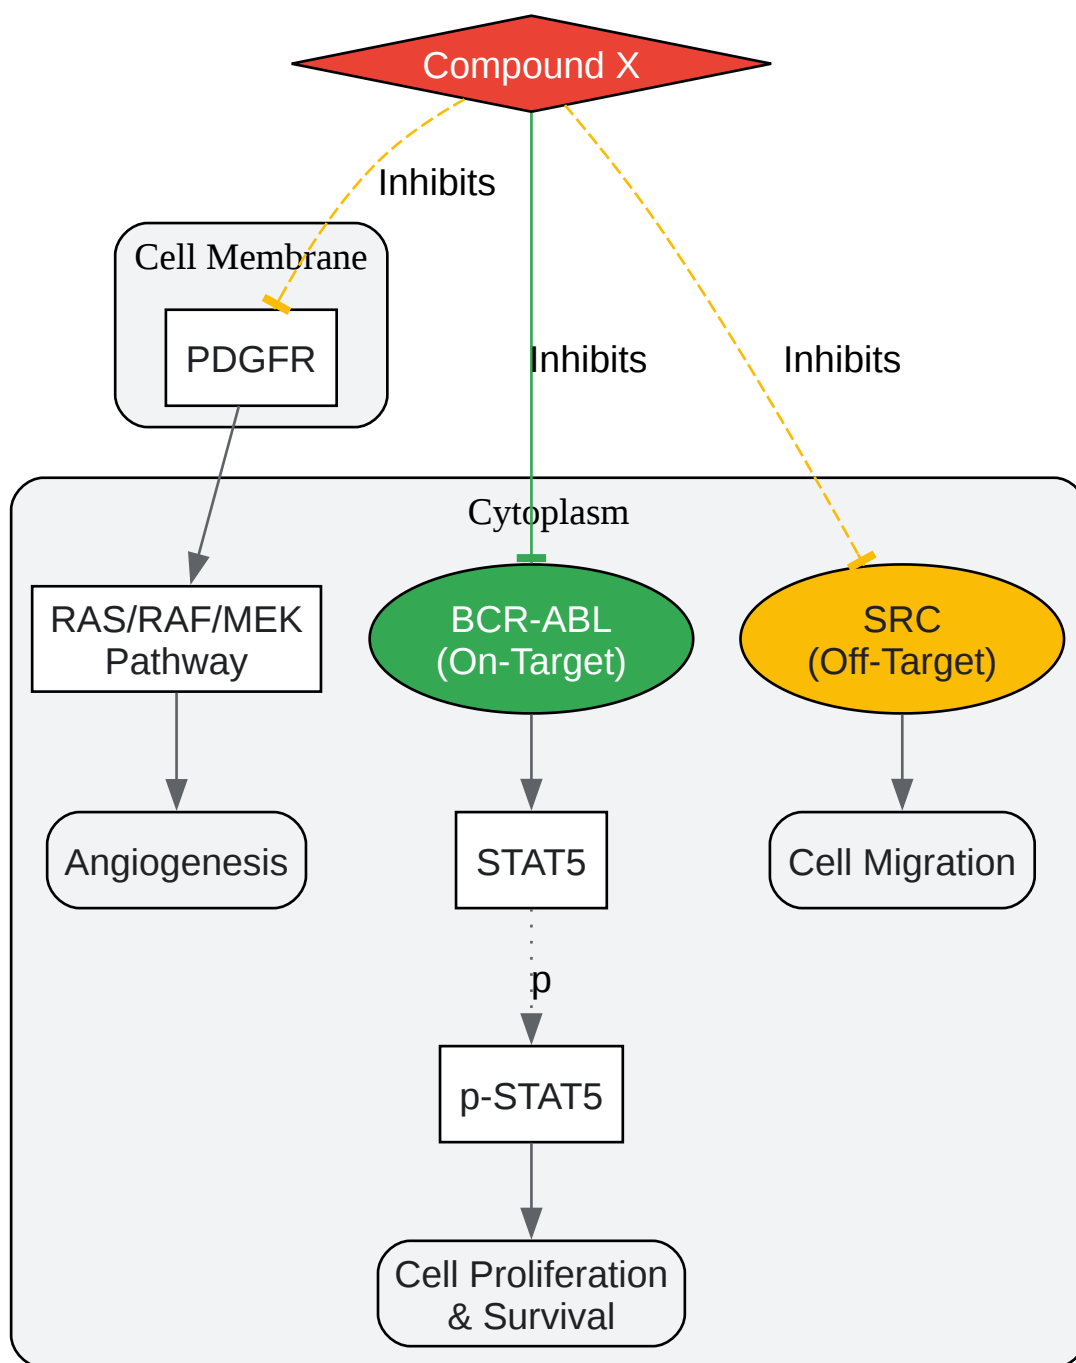 Compound X
Inhibits
Cell Membrane
PDGFR
Inhibits
Inhibits
Cytoplasm
RAS/RAF/MEK
Pathway
BCR-ABL
(On-Target)
SRC
(Off-Target)
Angiogenesis
STAT5
Cell Migration
p
p-STAT5
Cell Proliferation
& Survival